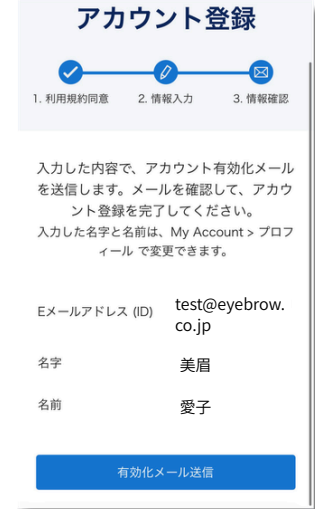 アカウント登録
1. 利用規約同意 2. 情報入力 3. 情報確認
入力した内容で、アカウント有効化メール
を送信します。メールを確認して、アカウ
ント登録を完了してください。
入力した名字と名前は、My Account > プロフ
ィール で変更できます。
Eメールアドレス (ID) test@eyebrow.
co.jp
名字 美眉
名前 愛子
有効化メール送信